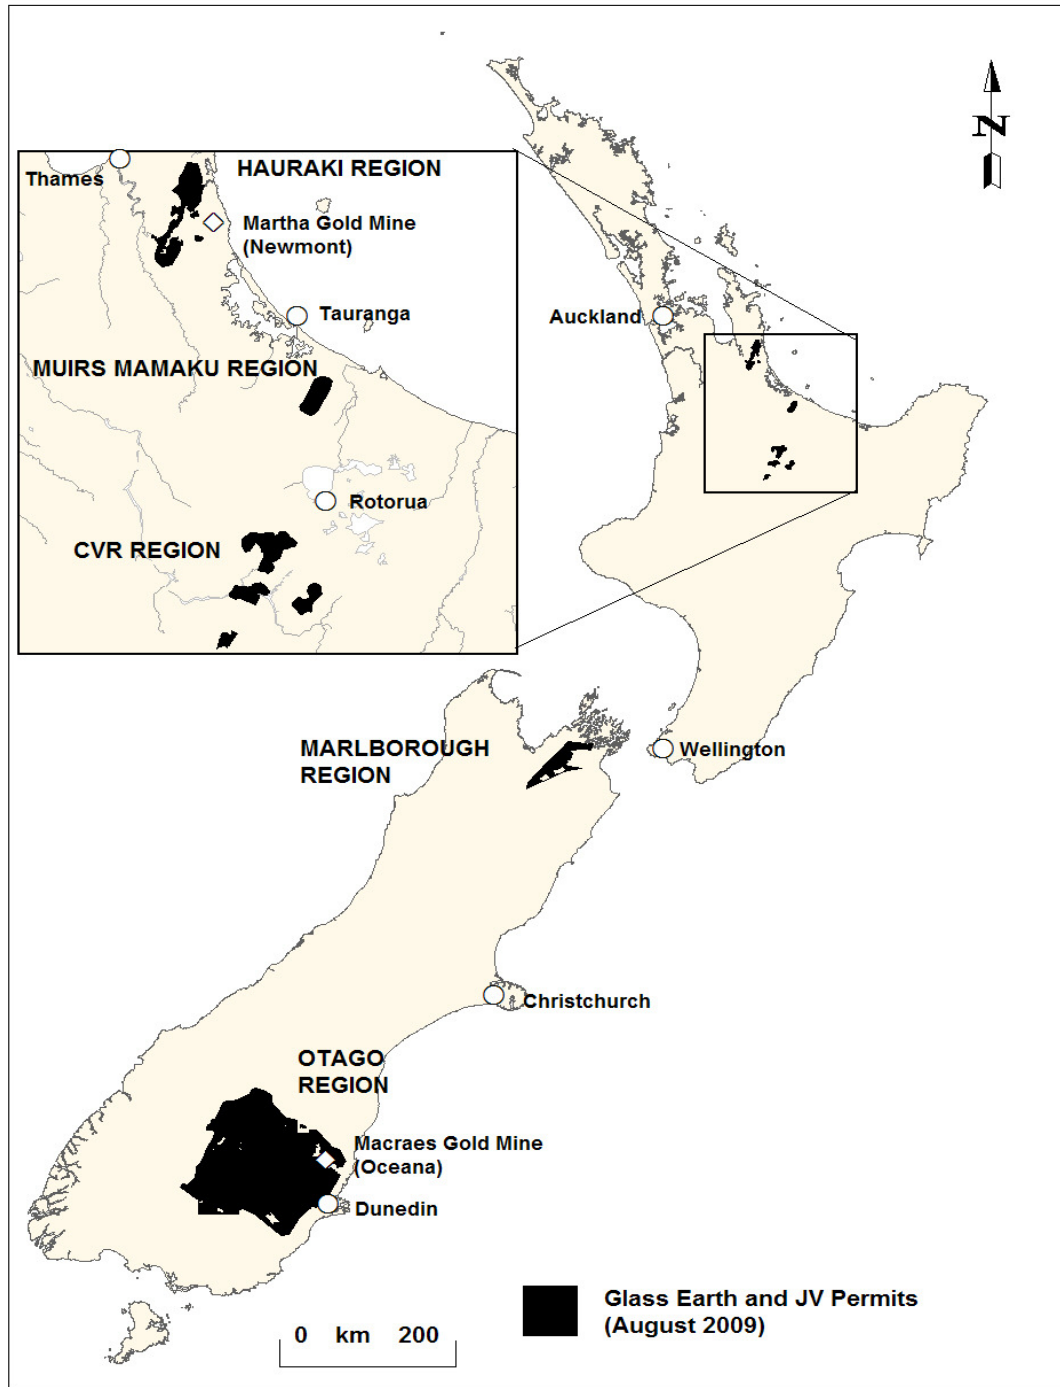 N
HAURAKI REGION
Thames
Martha Gold Mine
(Newmont)
Tauranga
Auckland
MUIRS MAMAKU REGION
Rotorua
CVR REGION
MARLBOROUGH
REGION
Wellington
Christchurch
OTAGO
REGION
Macraes Gold Mine
(Oceana)
Dunedin
Glass Earth and JV Permits
(August 2009)
0 km 200